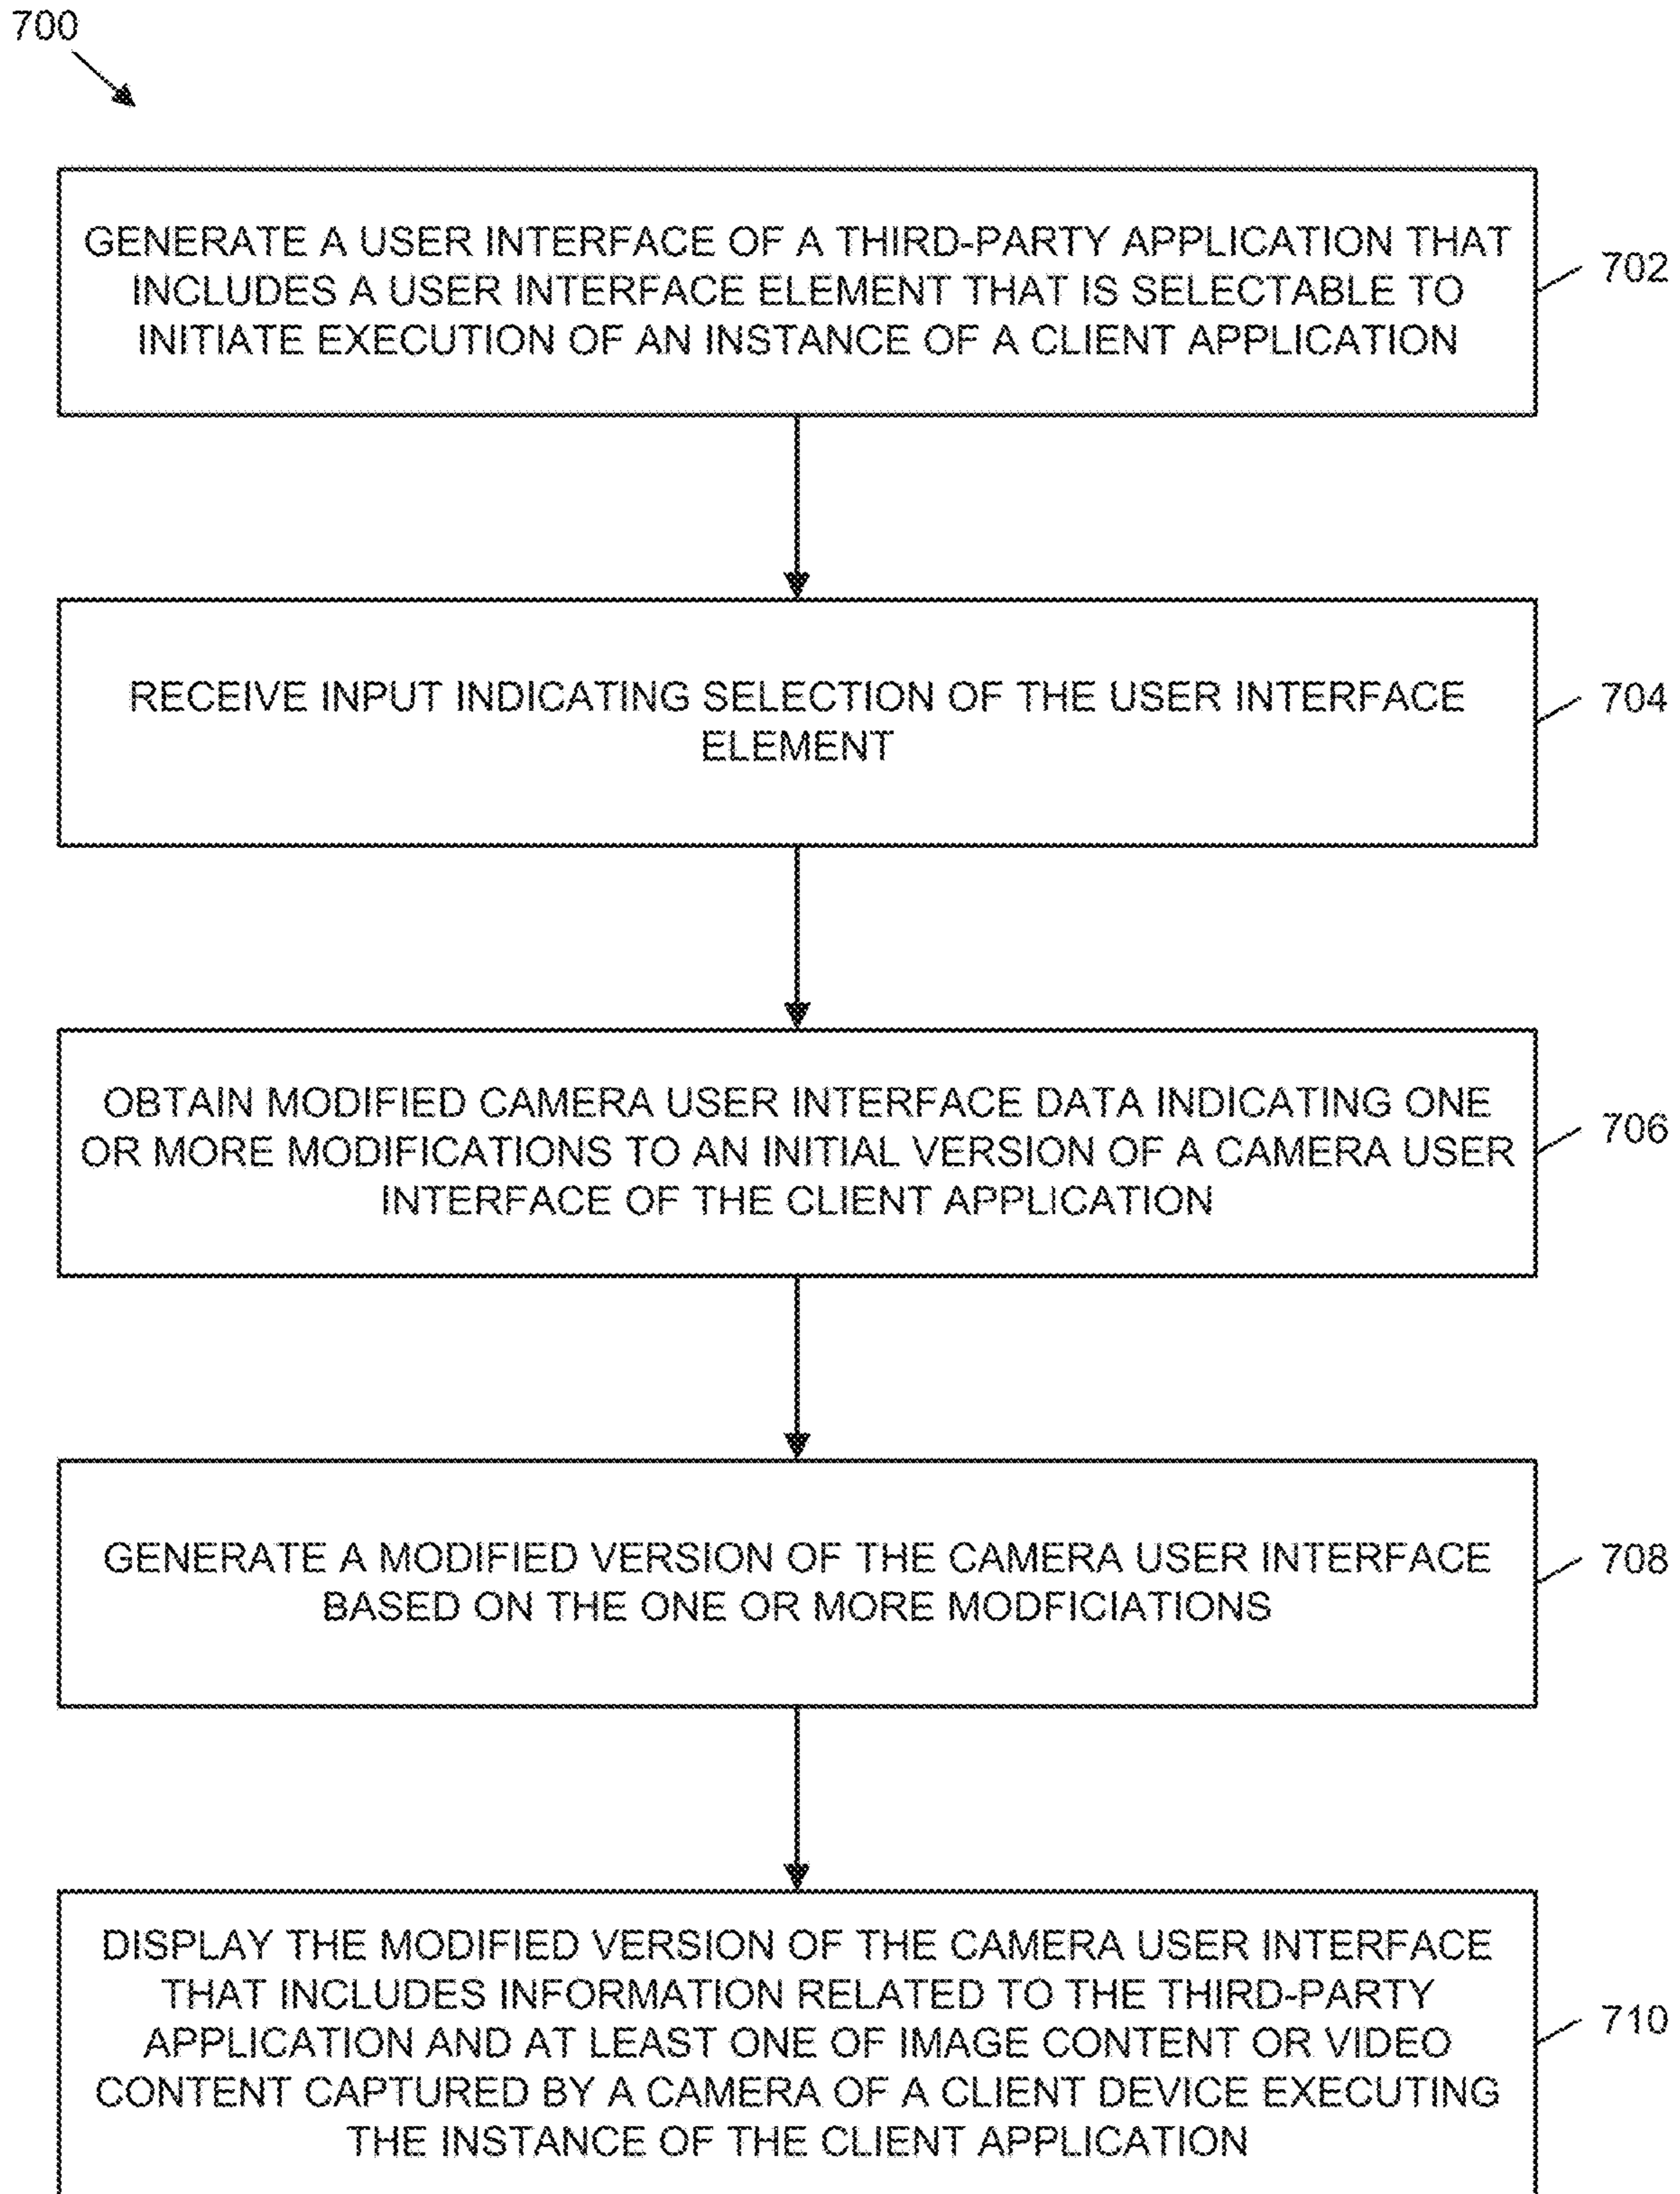 700
GENERATE A USER INTERFACE OF A THIRD-PARTY APPLICATION THAT
INCLUDES A USER INTERFACE ELEMENT THAT IS SELECTABLE TO
INITIATE EXECUTION OF AN INSTANCE OF A CLIENT APPLICATION
702
RECEIVE INPUT INDICATING SELECTION OF THE USER INTERFACE
ELEMENT
704
OBTAIN MODIFIED CAMERA USER INTERFACE DATA INDICATING ONE
OR MORE MODIFICATIONS TO AN INITIAL VERSION OF A CAMERA USER
INTERFACE OF THE CLIENT APPLICATION
706
GENERATE A MODIFIED VERSION OF THE CAMERA USER INTERFACE
BASED ON THE ONE OR MORE MODFICIATIONS
708
DISPLAY THE MODIFIED VERSION OF THE CAMERA USER INTERFACE
THAT INCLUDES INFORMATION RELATED TO THE THIRD-PARTY
APPLICATION AND AT LEAST ONE OF IMAGE CONTENT OR VIDEO
CONTENT CAPTURED BY A CAMERA OF A CLIENT DEVICE EXECUTING
THE INSTANCE OF THE CLIENT APPLICATION
710